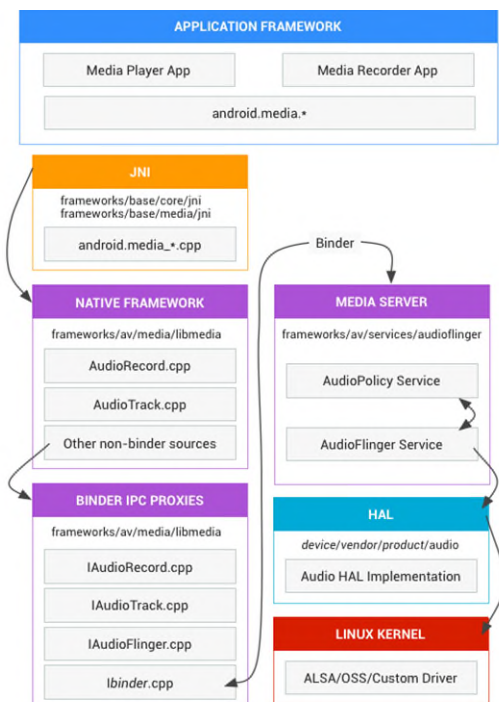 APPLICATION FRAMEWORK
Media Player App
Media Recorder App
android.media.*
JNI
frameworks/base/core/jni
frameworks/base/media/jni
android.media_*.cpp
Binder
NATIVE FRAMEWORK
frameworks/av/media/libmedia
AudioRecord.cpp
AudioTrack.cpp
Other non-binder sources
MEDIA SERVER
frameworks/av/services/audioflinger
AudioPolicy Service
AudioFlinger Service
BINDER IPC PROXIES
frameworks/av/media/libmedia
IAudioRecord.cpp
IAudioTrack.cpp
IAudioFlinger.cpp
Ibinder.cpp
HAL
device/vendor/product/audio
Audio HAL Implementation
LINUX KERNEL
ALSA/OSS/Custom Driver